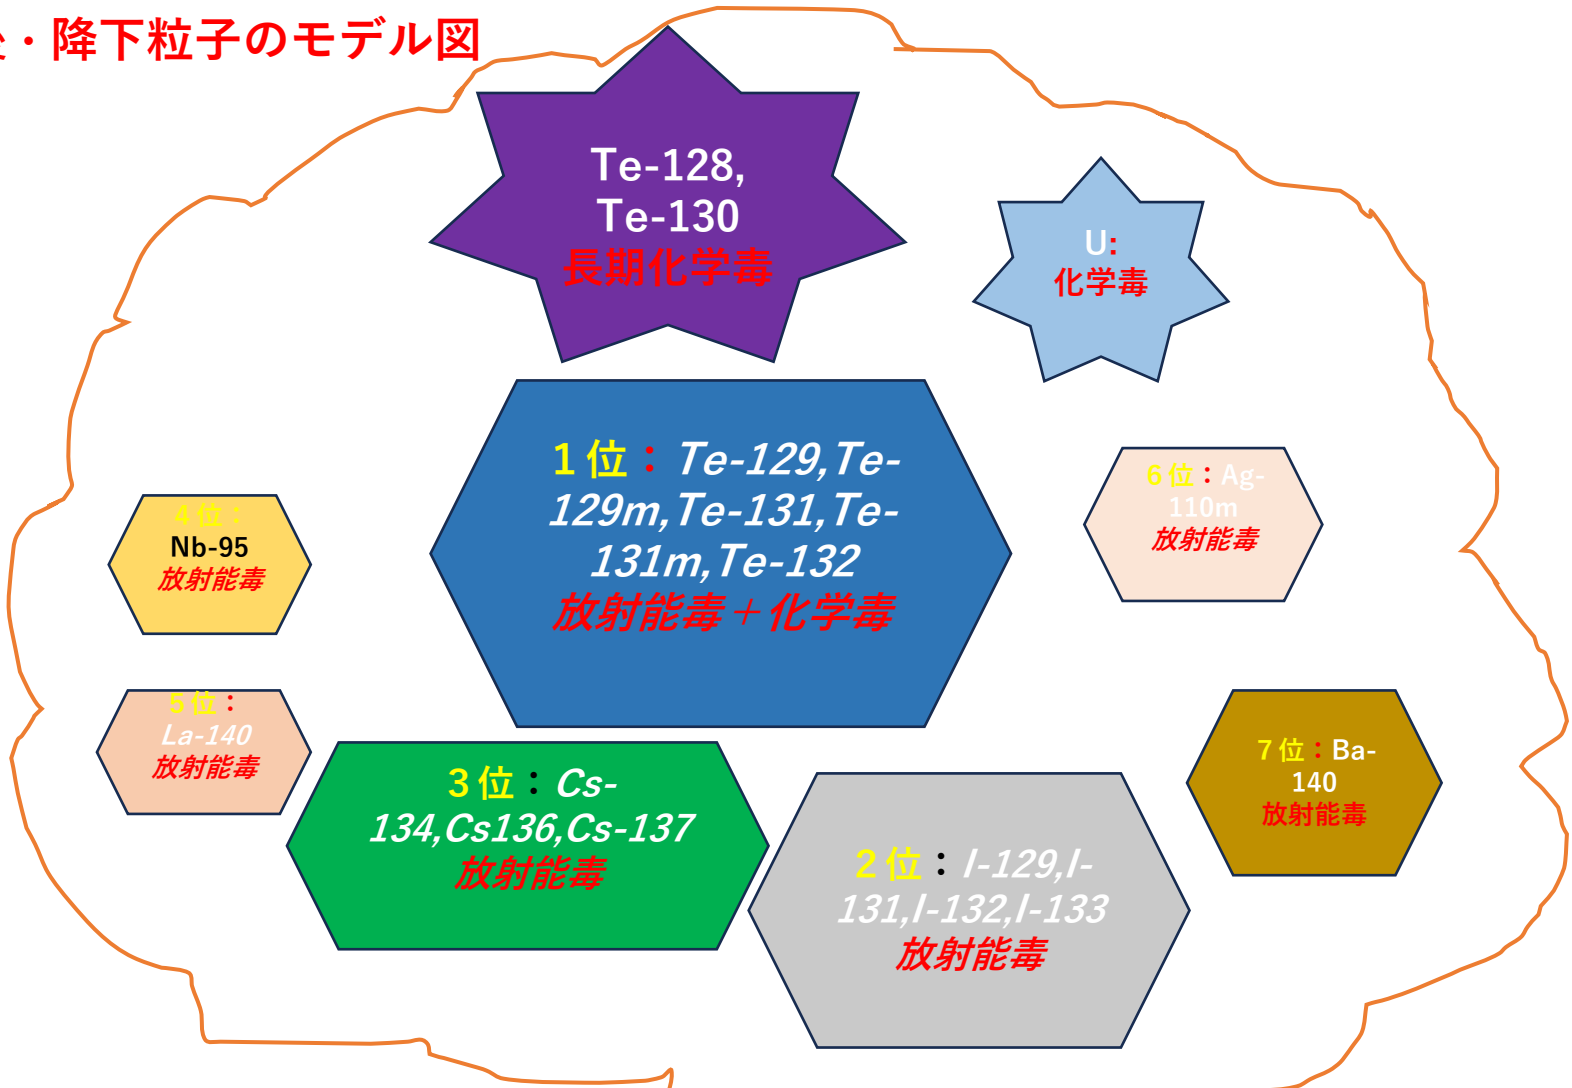 ・降下粒子のモデル図
Te-128,
Te-130
長期化学毒
U:
化学毒
1位：Te-129,Te-
129m,Te-131,Te-
131m,Te-132
放射能毒＋化学毒
6位：Ag-
110m
放射能毒
4位：
Nb-95
放射能毒
5位：
La-140
放射能毒
3位：Cs-
134,Cs136,Cs-137
放射能毒
2位：I-129,I-
131,I-132,I-133
放射能毒
7位：Ba-
140
放射能毒